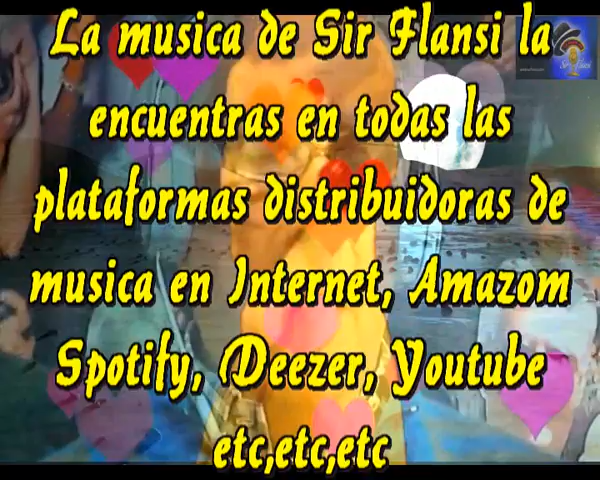 La musica de Sir Flansi la
encuentras en todas las
plataformas distribuidoras de
musica en Internet, Amazom
Spotify, Deezer, Youtube
etc,etc,etc